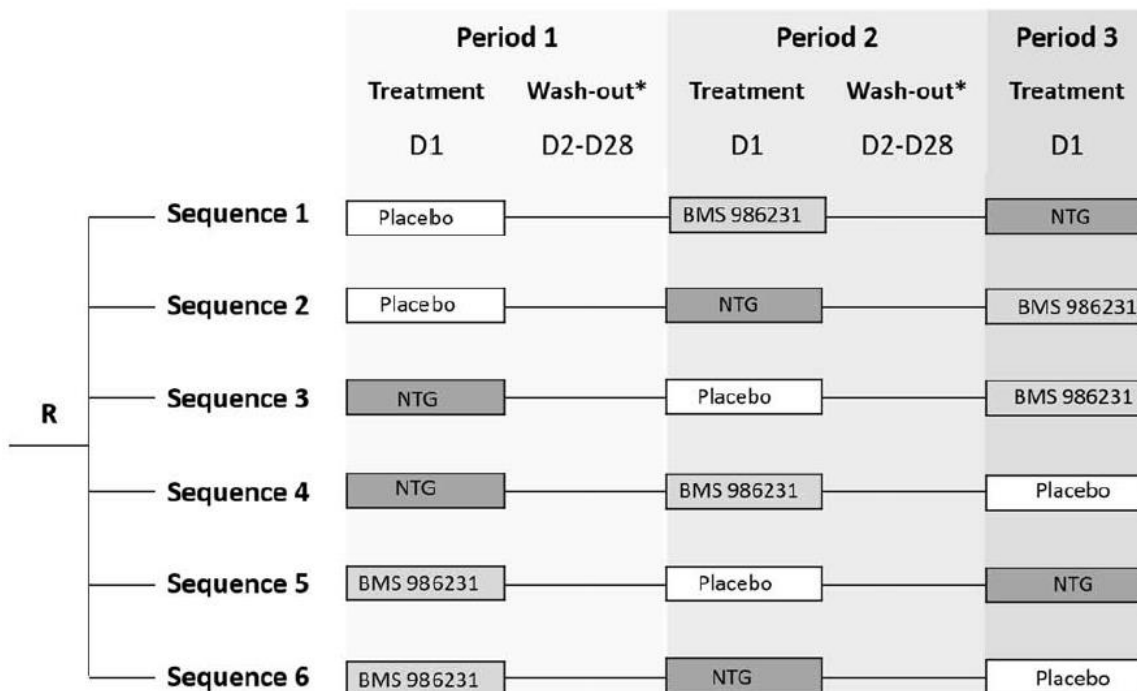 Period 1 Period 2 Period 3
Treatment Wash-out* Treatment Wash-out* Treatment
D1 D2-D28 D1 D2-D28 D1
Sequence 1 Placebo BMS 986231 NTG
Sequence 2 Placebo NTG BMS 986231
Sequence 3 NTG Placebo BMS 986231
R
Sequence 4 NTG BMS 986231 Placebo
Sequence 5 BMS 986231 Placebo NTG
Sequence 6 BMS 986231 NTG Placebo